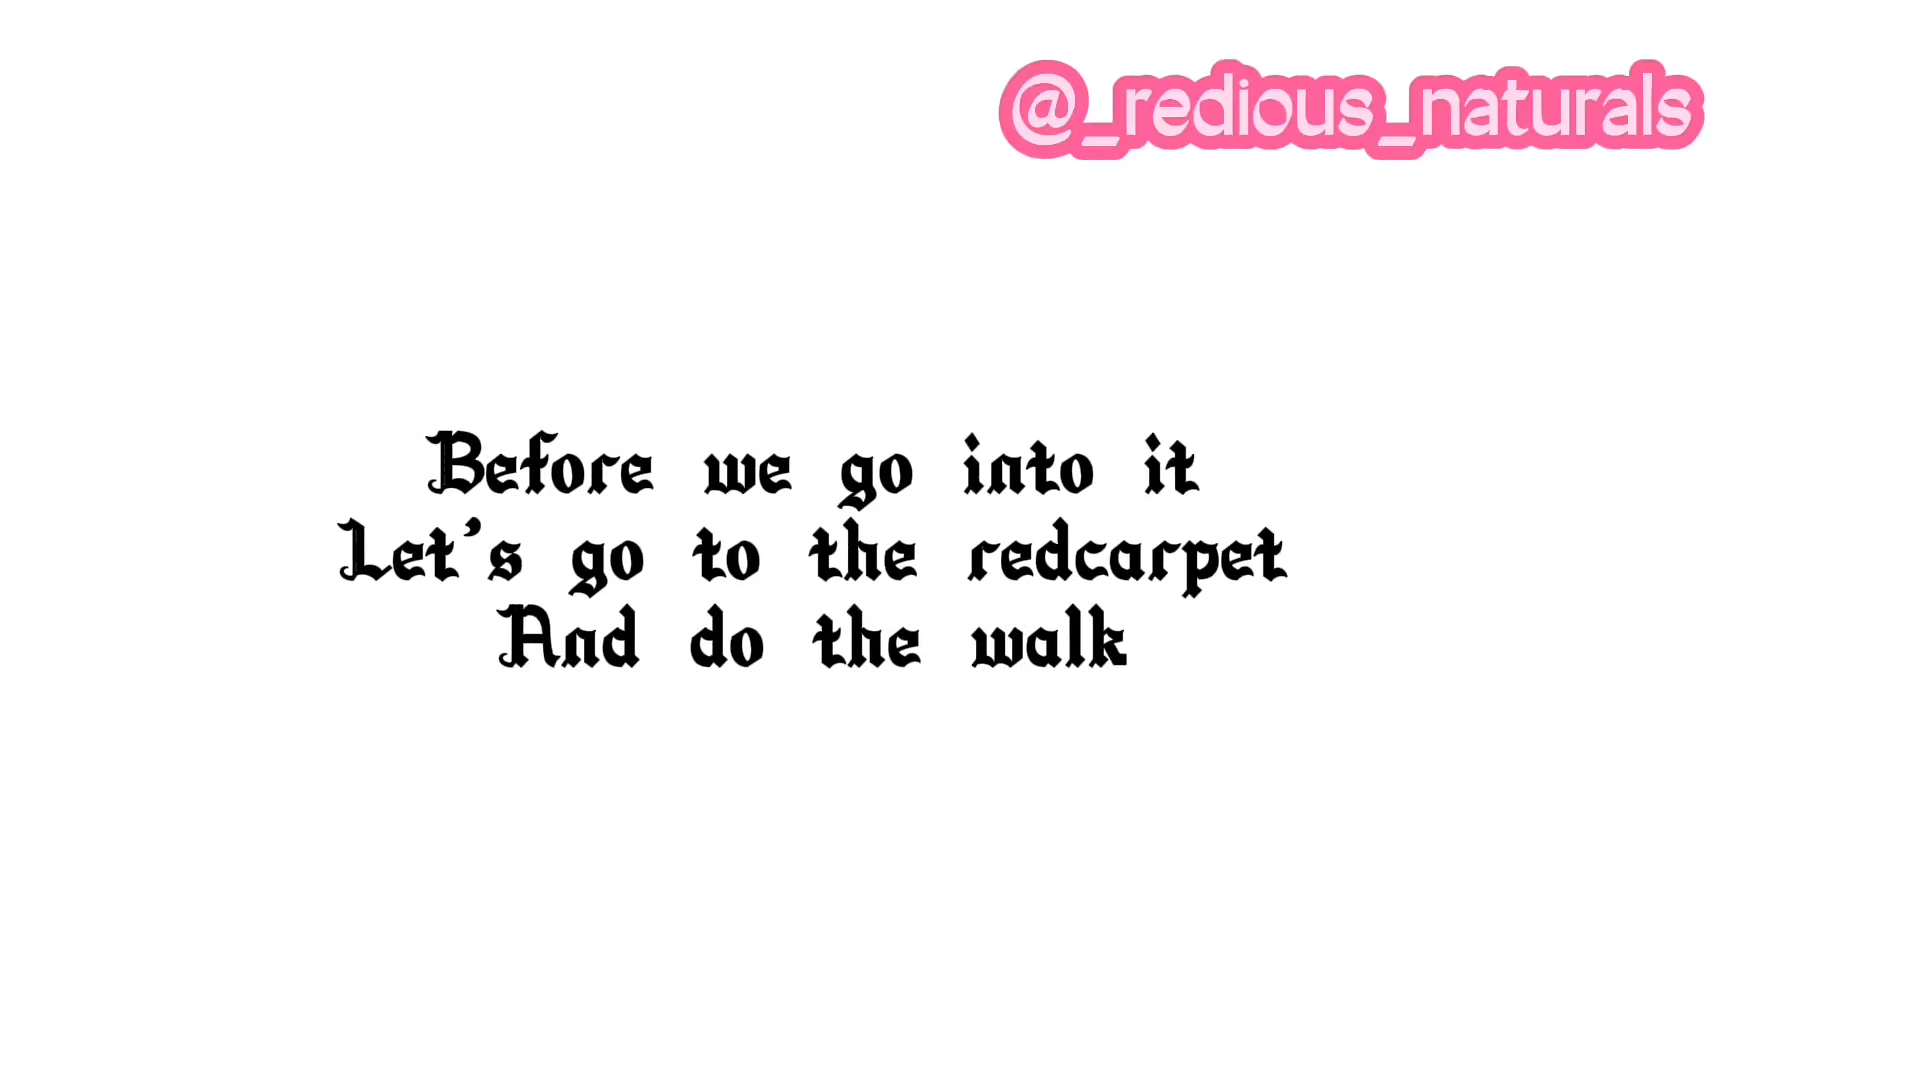 @_redious_naturals
Before we go into it
Let's go to the redcarpet
And do the walk